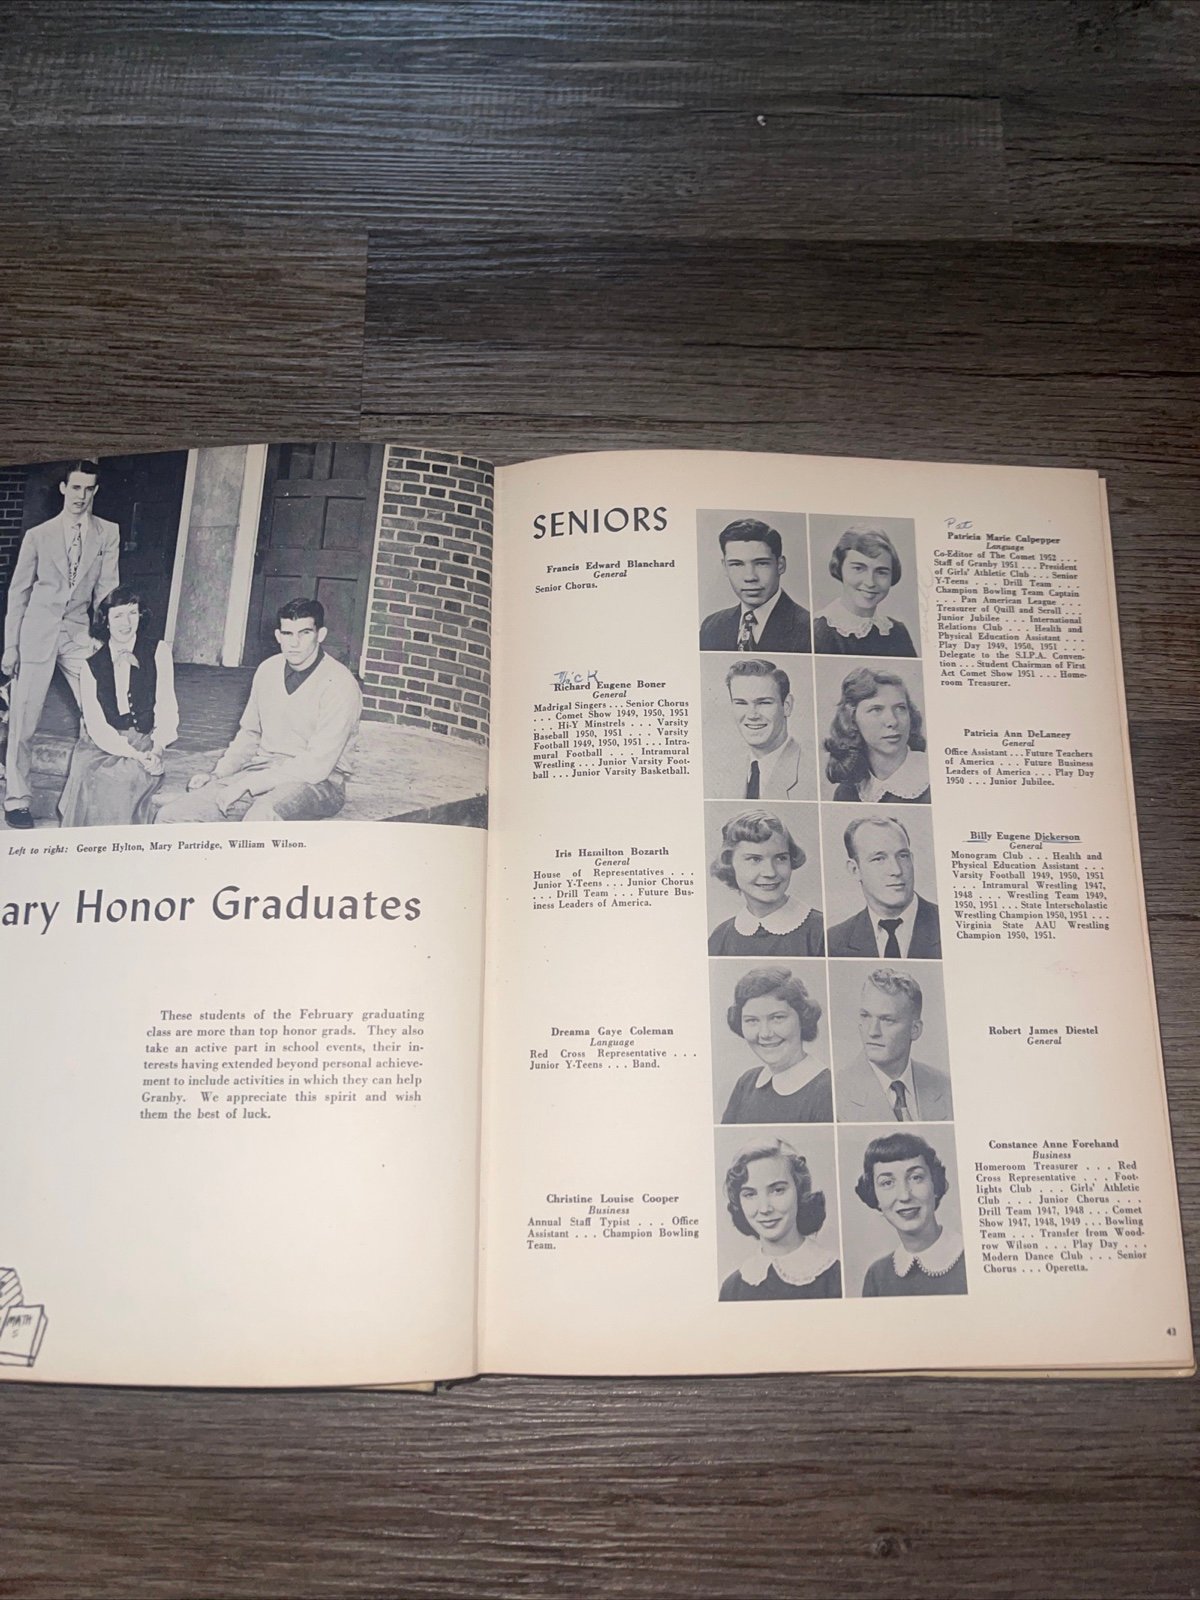 Left to right: George Hylton, Mary Partridge, William Wilson.
ary Honor Graduates
These students of the February graduating
class are more than top honor grads. They also
take an active part in school events, their in-
terests having extended beyond personal achieve-
ment to include activities in which they can help
Granby. We appreciate this spirit and wish
them the best of luck.
MATH
SENIORS
Francis Edward Blanchard
General
Senior Chorus.
Richard Eugene Boner
General
Madrigal Singers . . . Senior Chorus
. . . Comet Show 1949, 1950, 1951
. . . Hi-Y Minstrels . . . Varsity
Baseball 1950, 1951 . . . Varsity
Football 1949, 1950, 1951 . . . Intra-
mural Football . . . Intramural
Wrestling . . . Junior Varsity Foot-
ball . . . Junior Varsity Basketball.
Iris Hamilton Bozarth
General
House of Representatives . . .
Junior Y-Teens . . . Junior Chorus
. . . Drill Team . . . Future Bus-
iness Leaders of America.
Dreama Gaye Coleman
Language
Red Cross Representative . . .
Junior Y-Teens . . . Band.
Christine Louise Cooper
Business
Annual Staff Typist . . . Office
Assistant . . . Champion Bowling
Team.
Pat
Patricia Marie Culpepper
Language
Co-Editor of The Comet 1952 . . .
Staff of Granby 1951 . . . President
of Girls' Athletic Club . . . Senior
Y-Teens . . . Drill Team . . .
Champion Bowling Team Captain
. . . Pan American League . . .
Treasurer of Quill and Scroll . . .
Junior Jubilee . . . International
Relations Club . . . Health and
Physical Education Assistant . . .
Play Day 1949, 1950, 1951 . . .
Delegate to the S.I.P.A. Conven-
tion . . . Student Chairman of First
Act Comet Show 1951 . . . Home-
room Treasurer.
Patricia Ann DeLancey
General
Office Assistant . . . Future Teachers
of America . . . Future Business
Leaders of America . . . Play Day
1950 . . . Junior Jubilee.
Billy Eugene Dickerson
General
Monogram Club . . . Health and
Physical Education Assistant . . .
Varsity Football 1949, 1950, 1951
. . . Intramural Wrestling 1947,
1948 . . . Wrestling Team 1949,
1950, 1951 . . . State Interscholastic
Wrestling Champion 1950, 1951 . . .
Virginia State AAU Wrestling
Champion 1950, 1951.
Robert James Diestel
General
Constance Anne Forehand
Business
Homeroom Treasurer . . . Red
Cross Representative . . . Foot-
lights Club . . . Girls' Athletic
Club . . . Junior Chorus . . .
Drill Team 1947, 1948 . . . Comet
Show 1947, 1948, 1949 . . . Bowling
Team . . . Transfer from Wood-
row Wilson . . . Play Day . . .
Modern Dance Club . . . Senior
Chorus . . . Operetta.
43